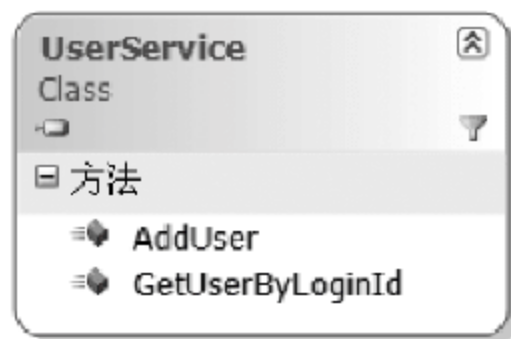 UserService
Class
方法
AddUser
GetUserByLoginId